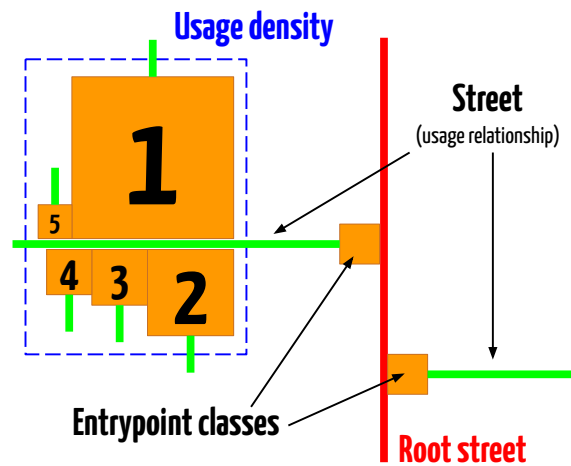 Usage density
Street
(usage relationship)
1
5
4
3
2
Entrypoint classes
Root street